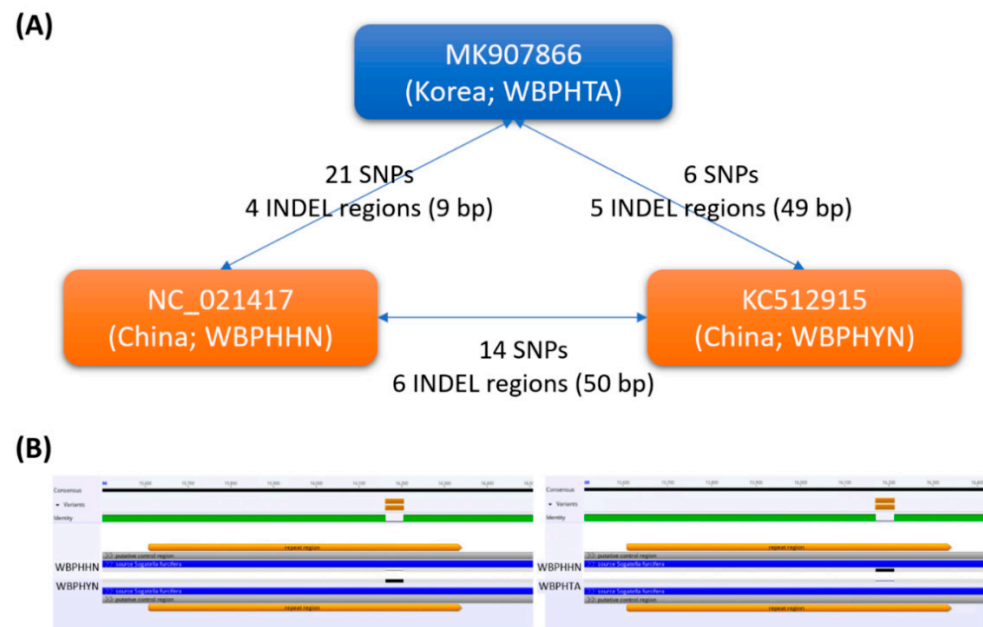 (A)
MK907866
(Korea; WBPHTA)
21 SNPs
4 INDEL regions (9 bp)
6 SNPs
5 INDEL regions (49 bp)
NC_021417
(China; WBPHHN)
KC512915
(China; WBPHYN)
14 SNPs
6 INDEL regions (50 bp)
(B)
Consensus
Variants
Identity
repeat region
putative control region
WBPHHN
source Sogatella furcifera
WBPHYN
source Sogatella furcifera
putative control region
repeat region
Consensus
Variants
Identity
repeat region
putative control region
WBPHHN
source Sogatella furcifera
WBPHTA
source Sogatella furcifera
putative control region
repeat region